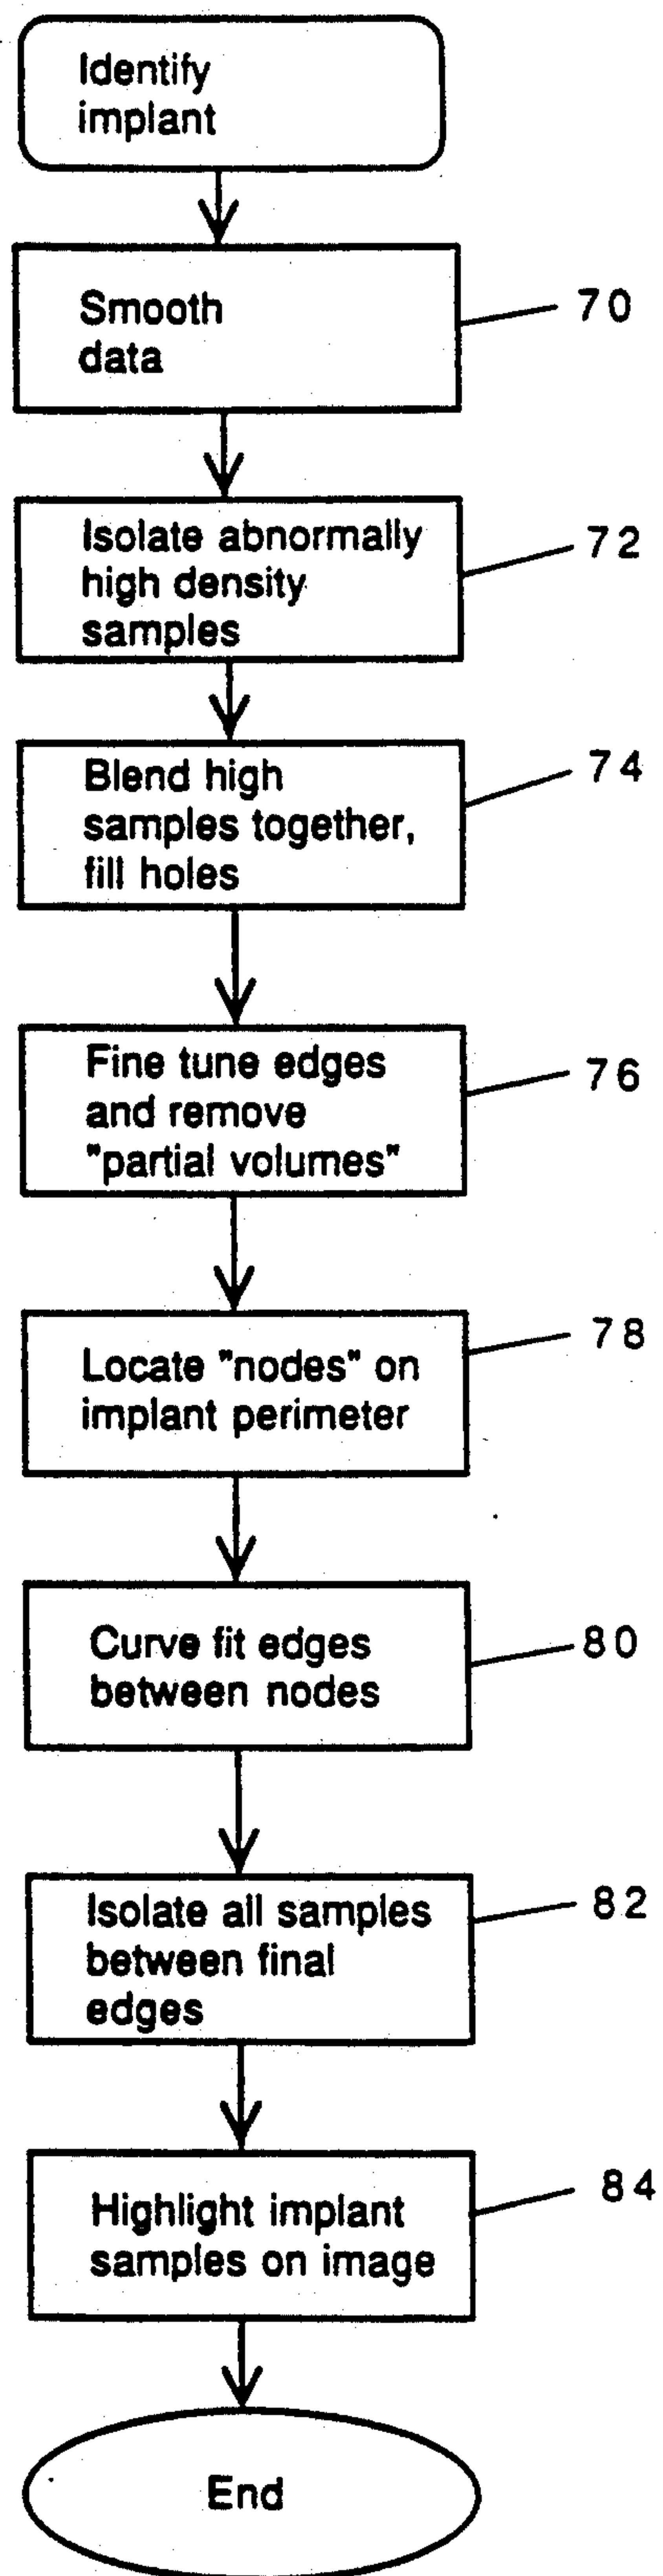 Identify
implant
Smooth
data
70
Isolate abnormally
high density
samples
72
Blend high
samples together,
fill holes
74
Fine tune edges
and remove
"partial volumes"
76
Locate "nodes" on
implant perimeter
78
Curve fit edges
between nodes
80
Isolate all samples
between final
edges
82
Highlight implant
samples on image
84
End